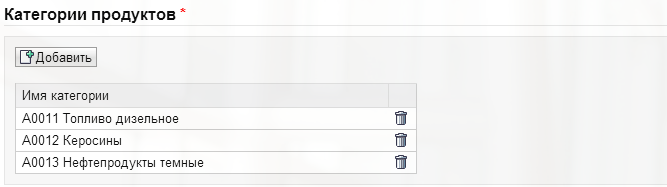 Категории продуктов *
Добавить
Имя категории
A0011 Топливо дизельное
A0012 Керосины
A0013 Нефтепродукты темные